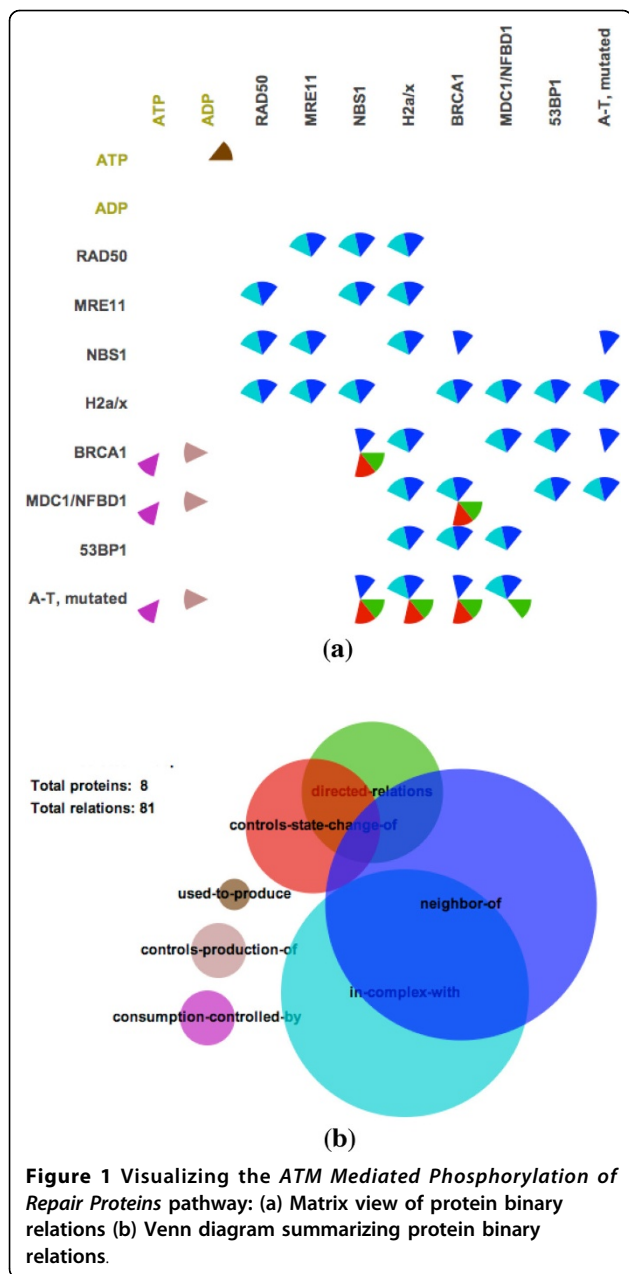 ATP
ADP
RAD50
MRE11
NBS1
H2a/x
BRCA1
MDC1/NFBD1
53BP1
A-T, mutated
ATP
ADP
RAD50
MRE11
NBS1
H2a/x
BRCA1
MDC1/NFBD1
53BP1
A-T, mutated
(a)
Total proteins: 8
Total relations: 81
directed-relations
controls-state-change-of
used-to-produce
neighbor-of
controls-production-of
in-complex-with
consumption-controlled-by
(b)
Figure 1 Visualizing the ATM Mediated Phosphorylation of
Repair Proteins pathway: (a) Matrix view of protein binary
relations (b) Venn diagram summarizing protein binary
relations.